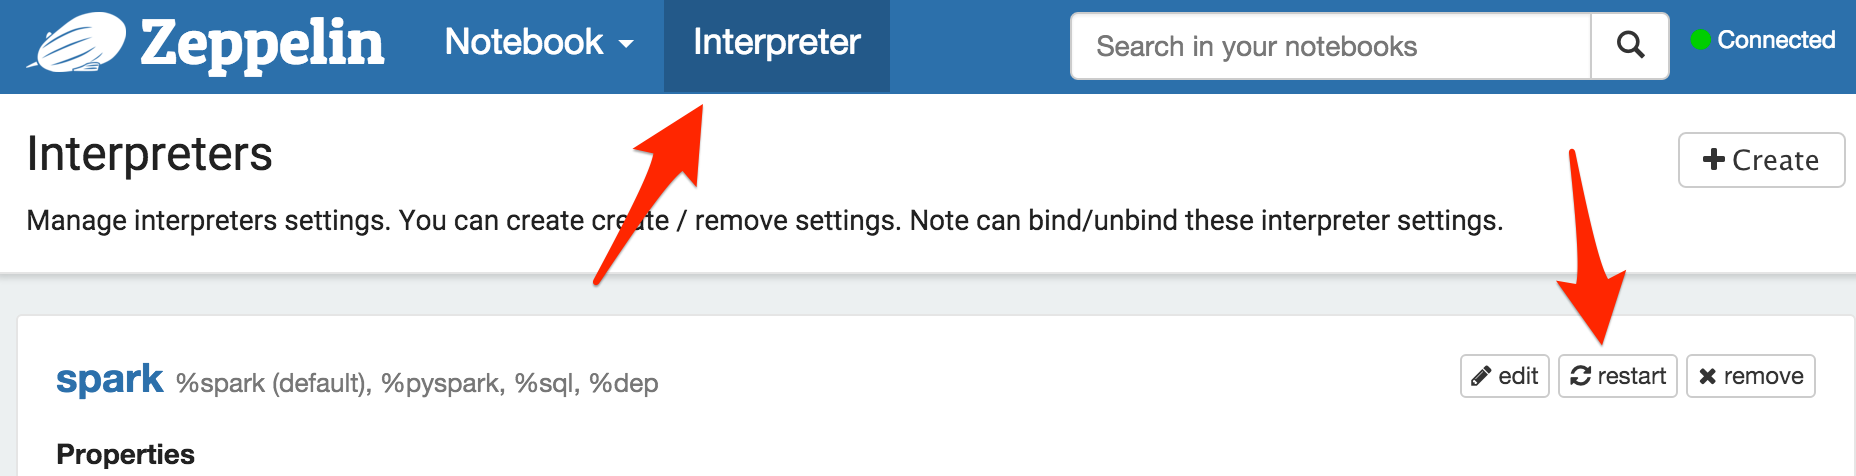 Zeppelin Notebook Interpreter Search in your notebooks Connected
Interpreters
Create
Manage interpreters settings. You can create create / remove settings. Note can bind/unbind these interpreter settings.
spark %spark (default), %pyspark, %sql, %dep edit restart remove
Properties